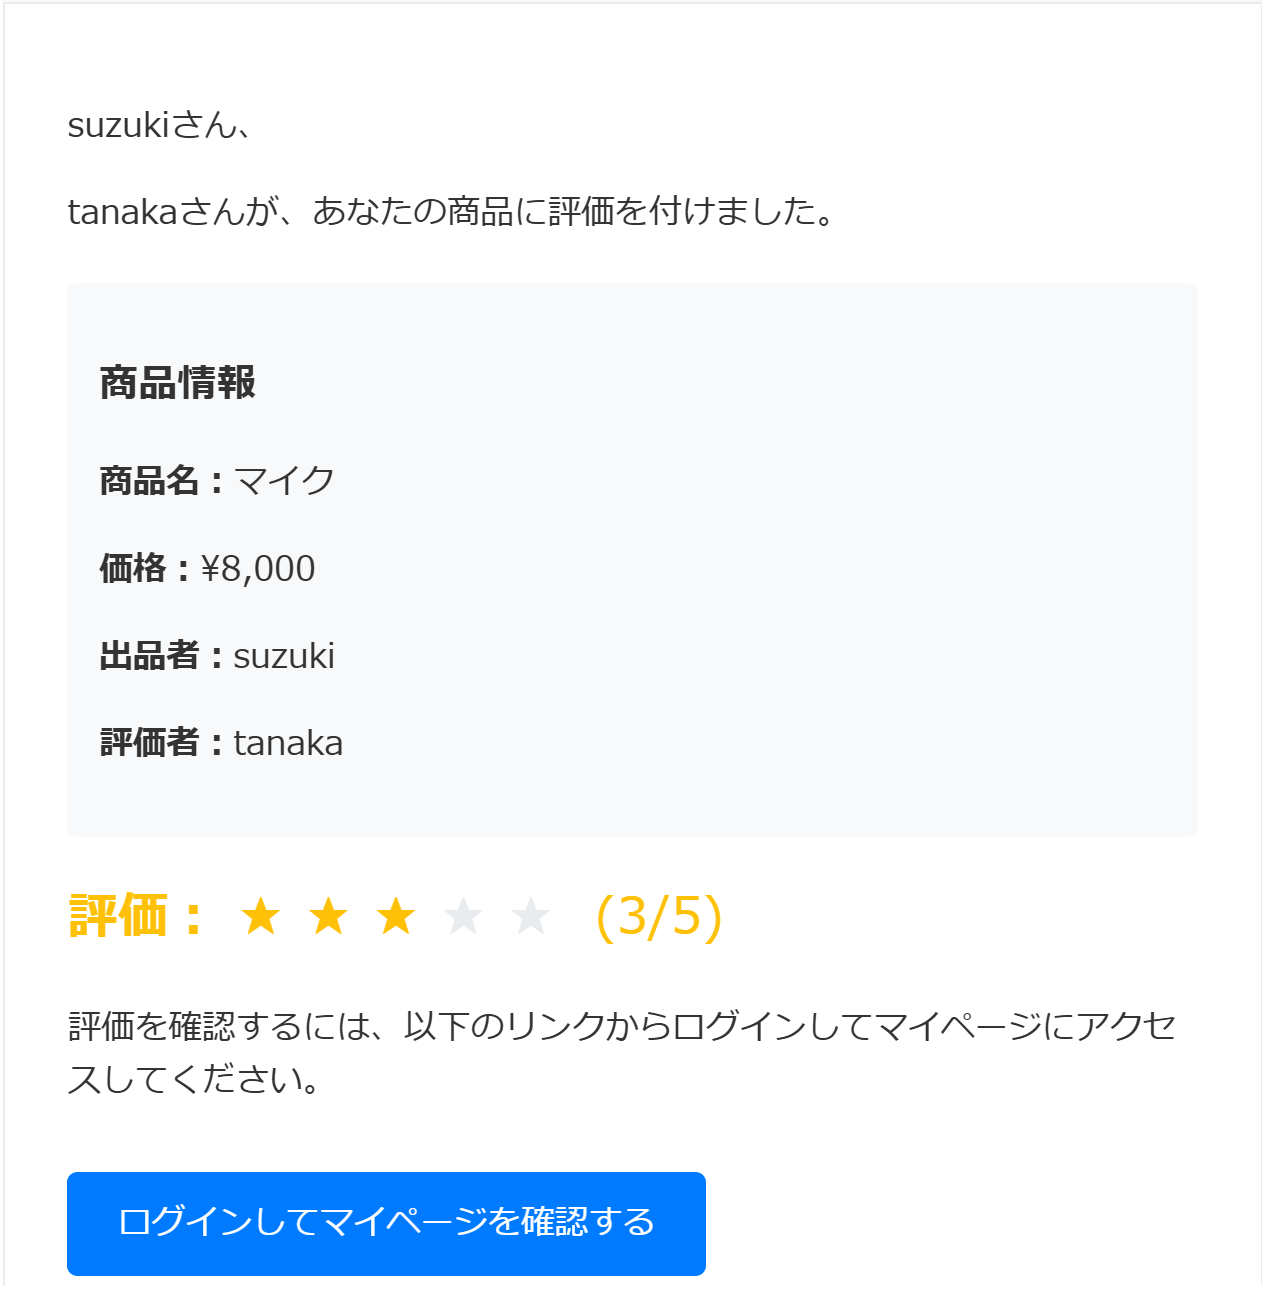 suzukiさん、
tanakaさんが、あなたの商品に評価を付けました。
商品情報
商品名：マイク
価格：¥8,000
出品者：suzuki
評価者：tanaka
評価： ★ ★ ★ ★ ★ (3/5)
評価を確認するには、以下のリンクからログインしてマイページにアクセ
スしてください。
ログインしてマイページを確認する